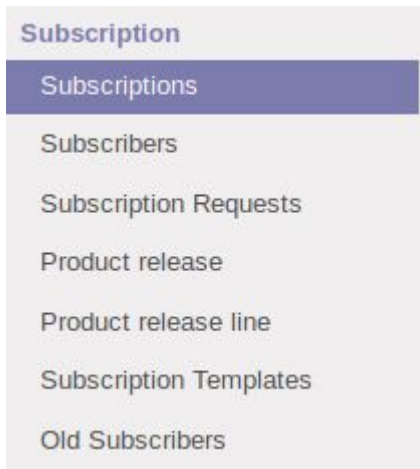 Subscription
Subscriptions
Subscribers
Subscription Requests
Product release
Product release line
Subscription Templates
Old Subscribers